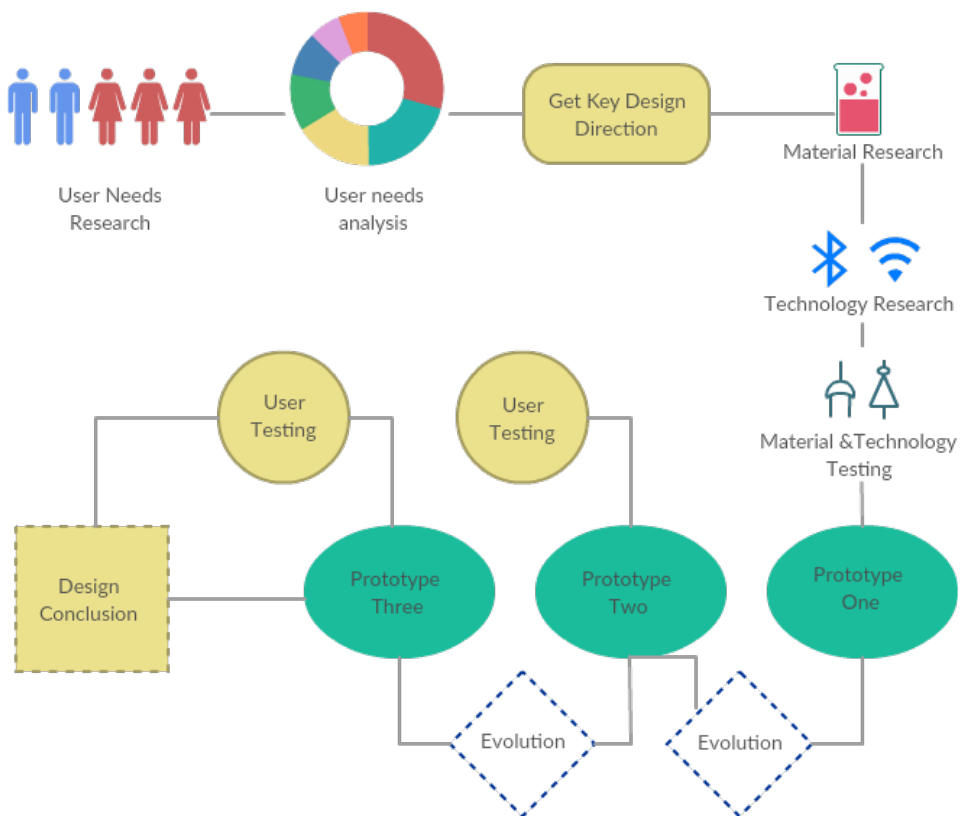 User Needs
Research
User needs
analysis
Get Key Design
Direction
Material Research
Technology Research
Material &Technology
Testing
User
Testing
User
Testing
Design
Conclusion
Prototype
Three
Prototype
Two
Prototype
One
Evolution
Evolution